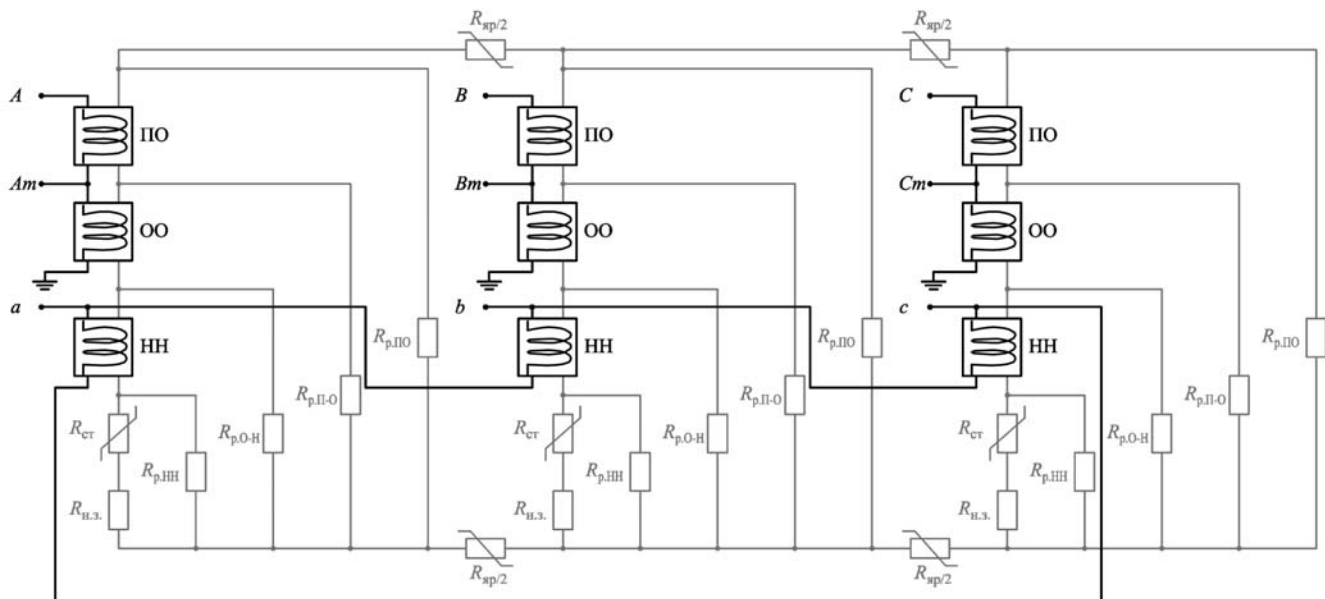 Rяр/2
Rяр/2
A
ПО
B
ПО
C
ПО
Am
Bm
Cm
ОО
ОО
ОО
a
b
c
НН
Rр.ПО
НН
Rр.ПО
НН
Rр.ПО
Rр.П-О
Rр.П-О
Rр.П-О
Rст
Rр.О-Н
Rст
Rр.О-Н
Rст
Rр.О-Н
Rр.НН
Rр.НН
Rр.НН
Rн.з.
Rн.з.
Rн.з.
Rяр/2
Rяр/2